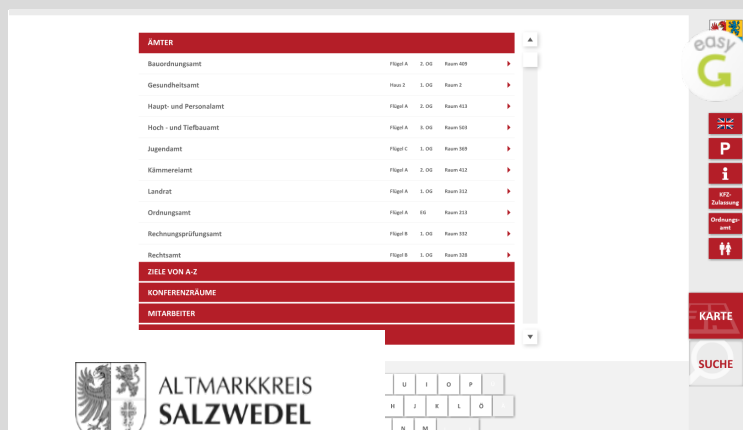 ÄMTER
Bauordnungsamt Flügel A 2. OG Raum 409
Gesundheitsamt Haus 2 1. OG Raum 2
Haupt- und Personalamt Flügel A 2. OG Raum 413
Hoch - und Tiefbauamt Flügel A 3. OG Raum 503
Jugendamt Flügel C 1. OG Raum 369
Kämmereiamt Flügel A 2. OG Raum 412
Landrat Flügel A 1. OG Raum 312
Ordnungsamt Flügel A EG Raum 213
Rechnungsprüfungsamt Flügel B 1. OG Raum 332
Rechtsamt Flügel B 1. OG Raum 328
ZIELE VON A-Z
KONFERENZRÄUME
MITARBEITER
easy
G
P
i
KFZ-
Zulassung
Ordnungs-
amt
KARTE
SUCHE
ALTMARKKREIS
SALZWEDEL
U I O P
H J K L Ö
N M